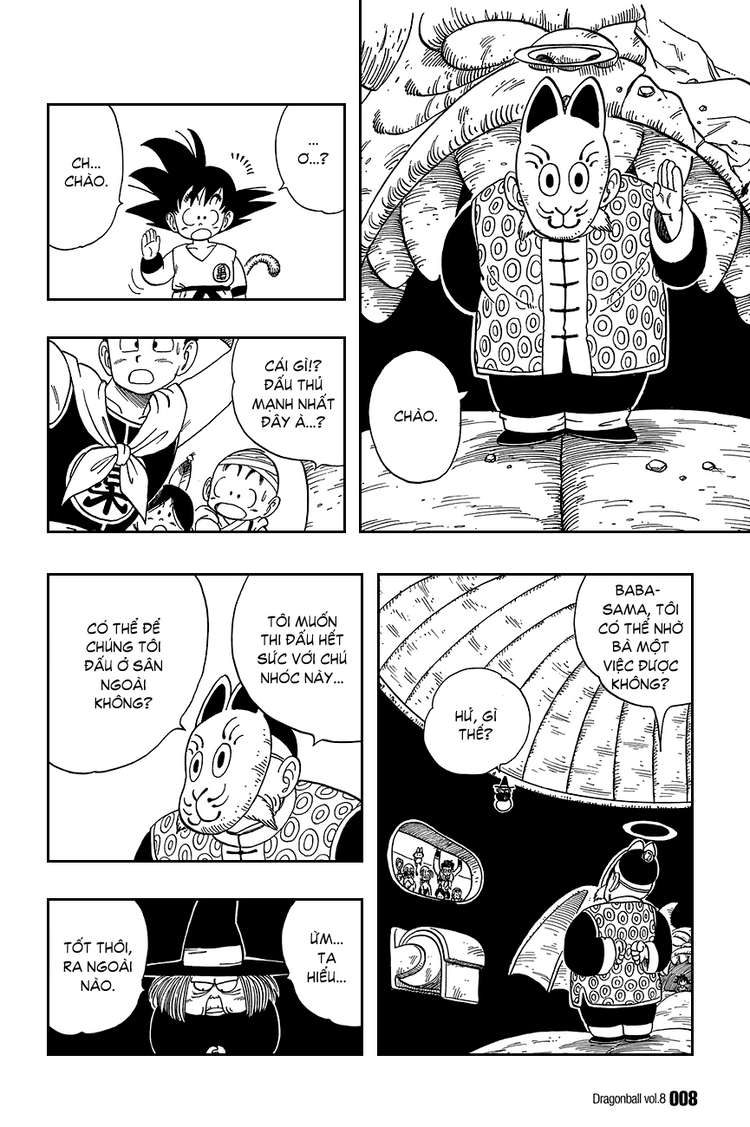 CHÀO.
...
Ơ...?
CH...
CHÀO.
CÁI GÌ!?
ĐẤU THỦ
MẠNH NHẤT
ĐÂY À...?
BABA-
SAMA, TÔI
CÓ THỂ NHỜ
BÀ MỘT
VIỆC ĐƯỢC
KHÔNG?
HỬ, GÌ
THẾ?
TÔI MUỐN
THI ĐẤU HẾT
SỨC VỚI CHÚ
NHÓC NÀY...
CÓ THỂ ĐỂ
CHÚNG TÔI
ĐẤU Ở SÂN
NGOÀI
KHÔNG?
ỪM...
TA
HIỂU...
TỐT THÔI,
RA NGOÀI
NÀO.
Dragonball vol.8 008